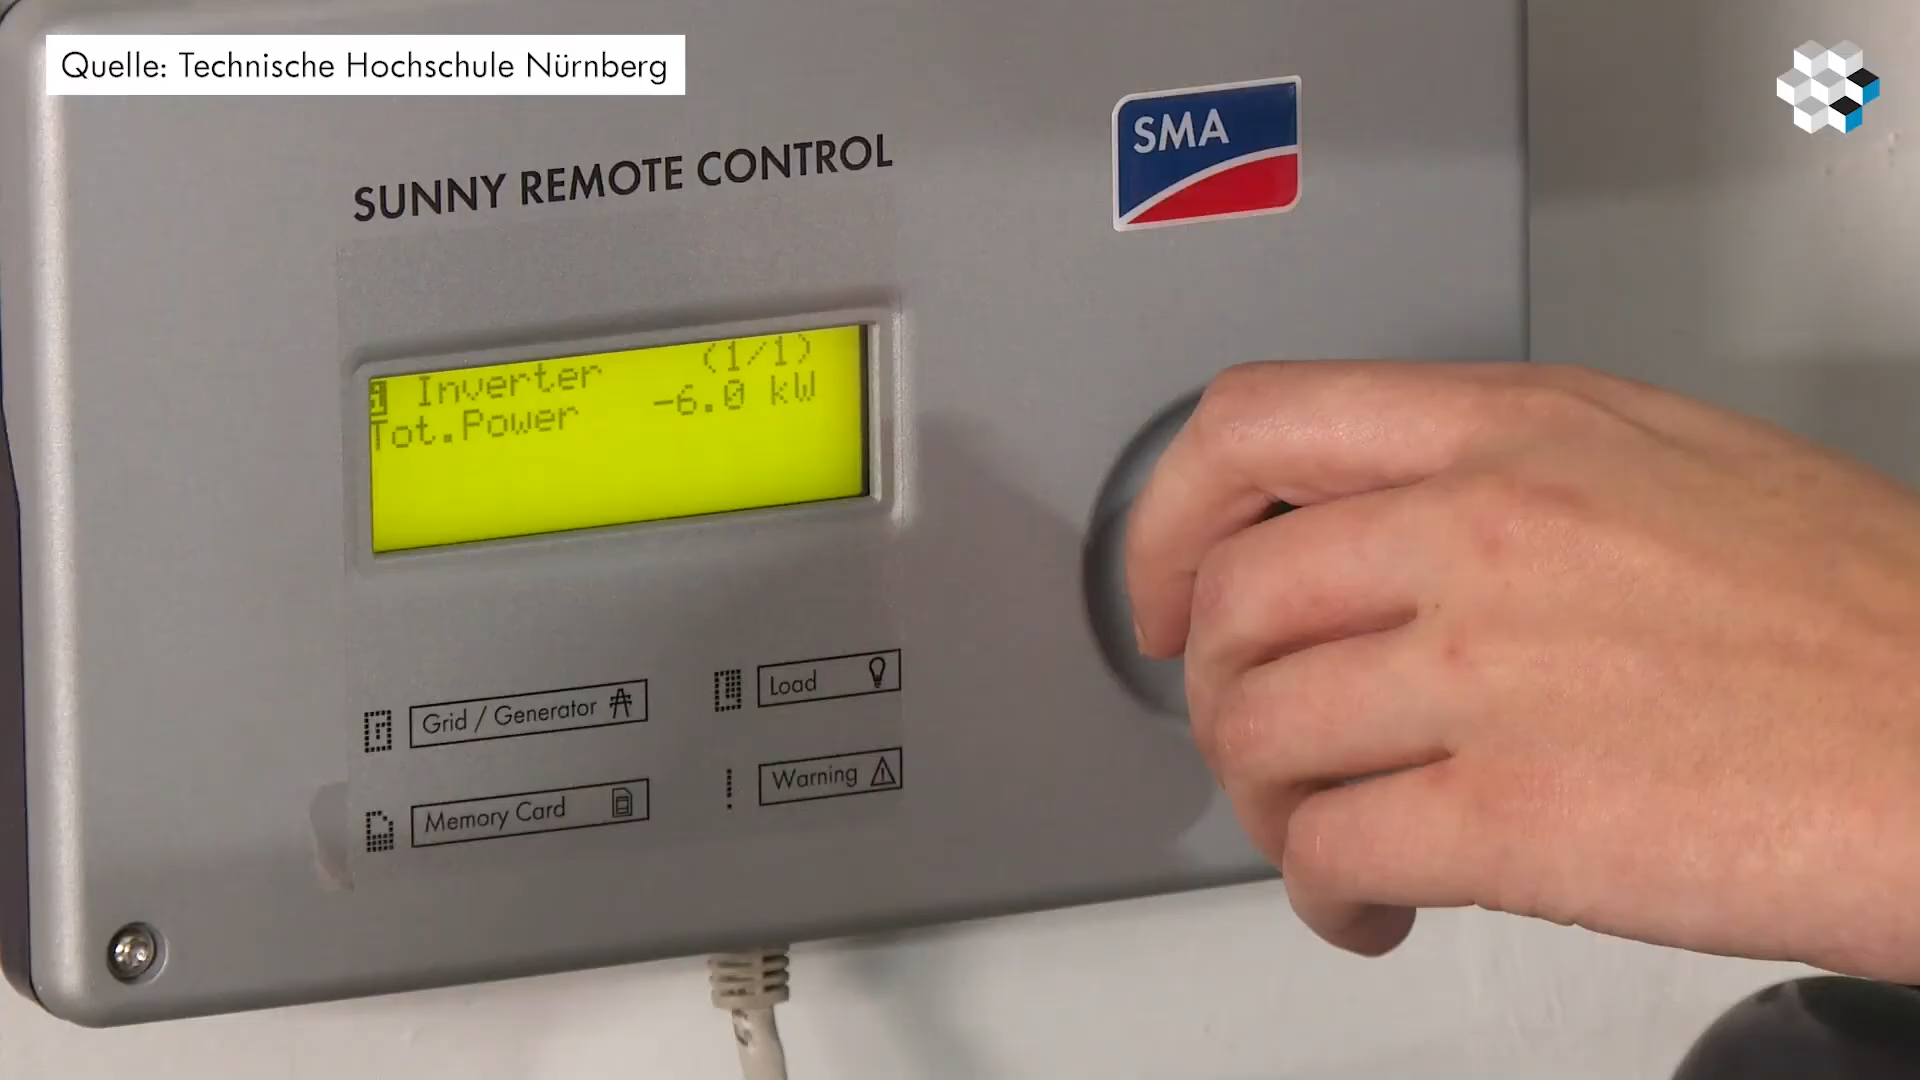 Quelle: Technische Hochschule Nürnberg
SMA
SUNNY REMOTE CONTROL
i Inverter (1/1)
Tot.Power -6.0 kW
Grid / Generator
Load
Memory Card
! Warning